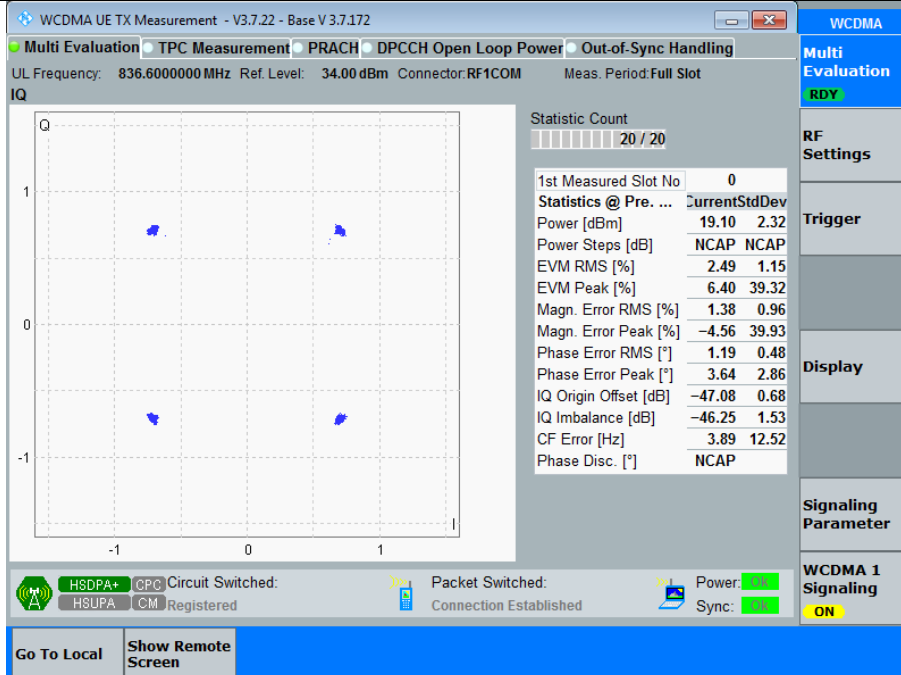 WCDMA UE TX Measurement - V3.7.22 - Base V 3.7.172
WCDMA
Multi Evaluation TPC Measurement PRACH DPCCH Open Loop Power Out-of-Sync Handling
UL Frequency: 836.6000000 MHz Ref. Level: 34.00 dBm Connector:RF1COM Meas. Period:Full Slot
IQ
Q
1
0
-1
-1 0 1
I
Statistic Count
20 / 20
1st Measured Slot No 0
Statistics @ Pre. ... Current StdDev
Power [dBm] 19.10 2.32
Power Steps [dB] NCAP NCAP
EVM RMS [%] 2.49 1.15
EVM Peak [%] 6.40 39.32
Magn. Error RMS [%] 1.38 0.96
Magn. Error Peak [%] −4.56 39.93
Phase Error RMS [°] 1.19 0.48
Phase Error Peak [°] 3.64 2.86
IQ Origin Offset [dB] −47.08 0.68
IQ Imbalance [dB] −46.25 1.53
CF Error [Hz] 3.89 12.52
Phase Disc. [°] NCAP
Multi
Evaluation
RDY
RF
Settings
Trigger
Display
Signaling
Parameter
WCDMA 1
Signaling
ON
HSDPA+ CPC Circuit Switched: Packet Switched: Power: Ok
HSUPA CM Registered Connection Established Sync: Ok
Go To Local
Show Remote
Screen